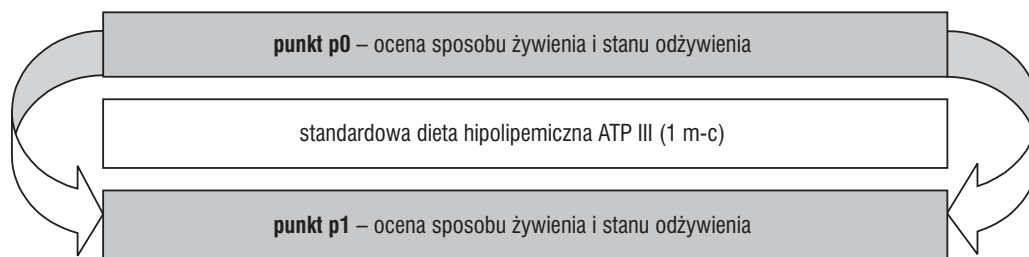 punkt p0 – ocena sposobu żywienia i stanu odżywienia
standardowa dieta hipolipemiczna ATP III (1 m-c)
punkt p1 – ocena sposobu żywienia i stanu odżywienia